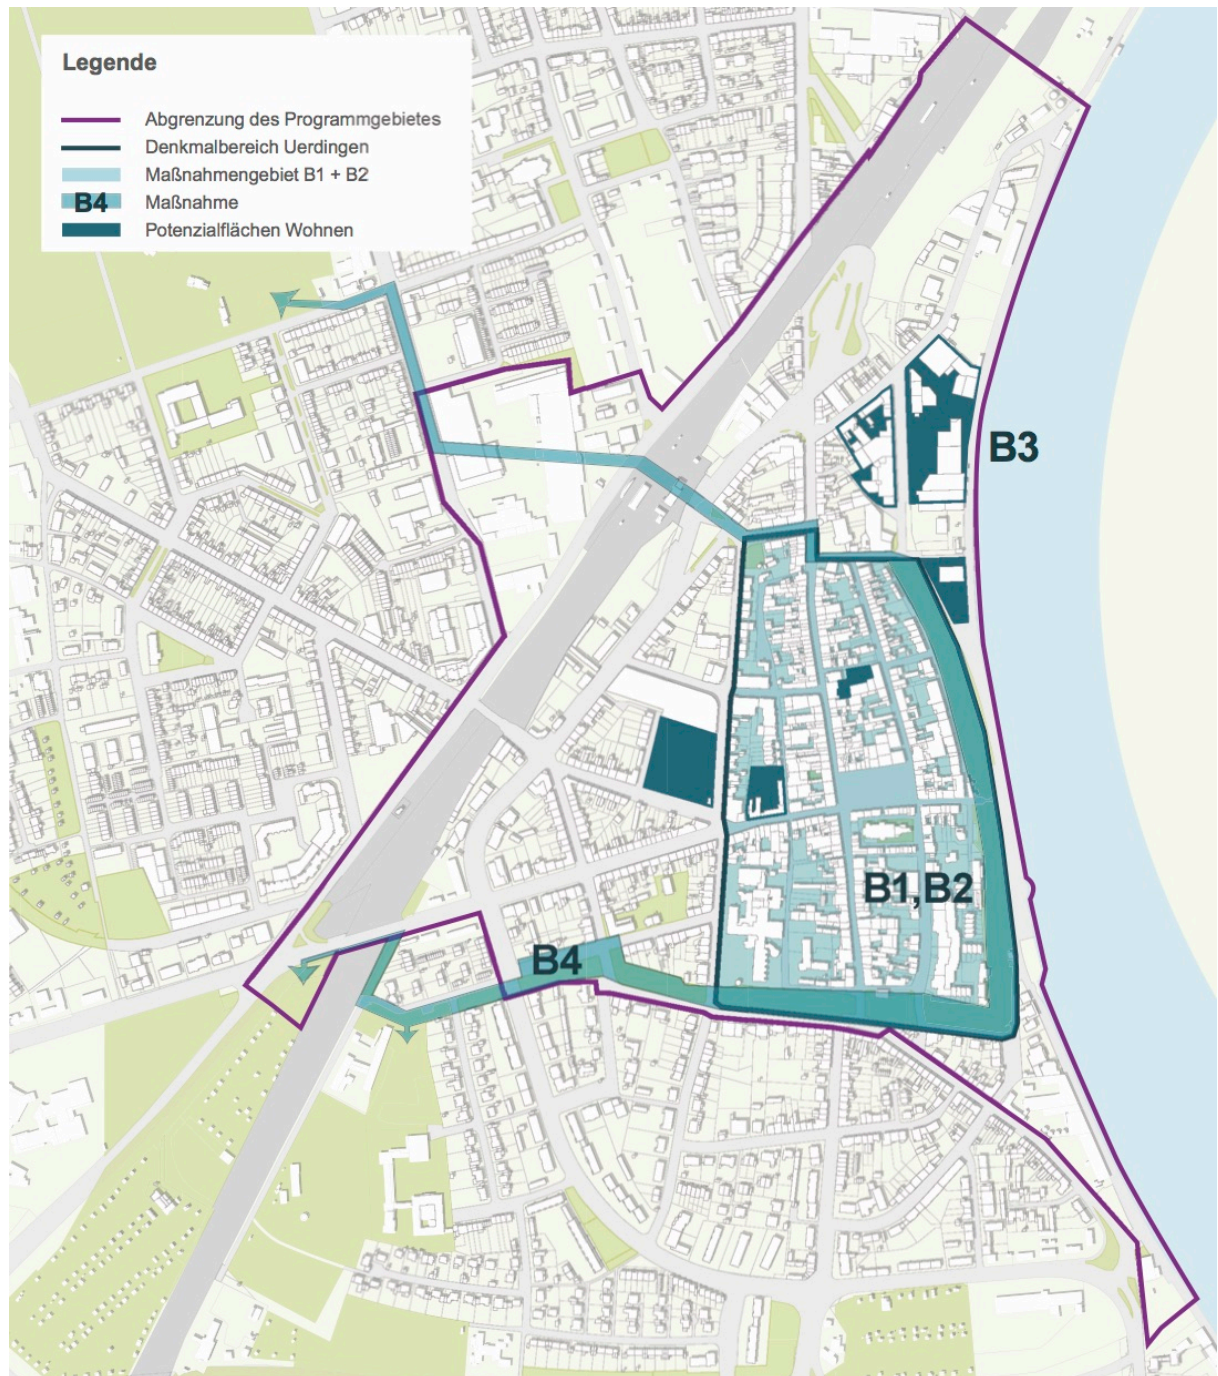 Legende
Abgrenzung des Programmgebietes
Denkmalbereich Uerdingen
Maßnahmengebiet B1 + B2
B4 Maßnahme
Potenzialflächen Wohnen
B3
B1,B2
B4